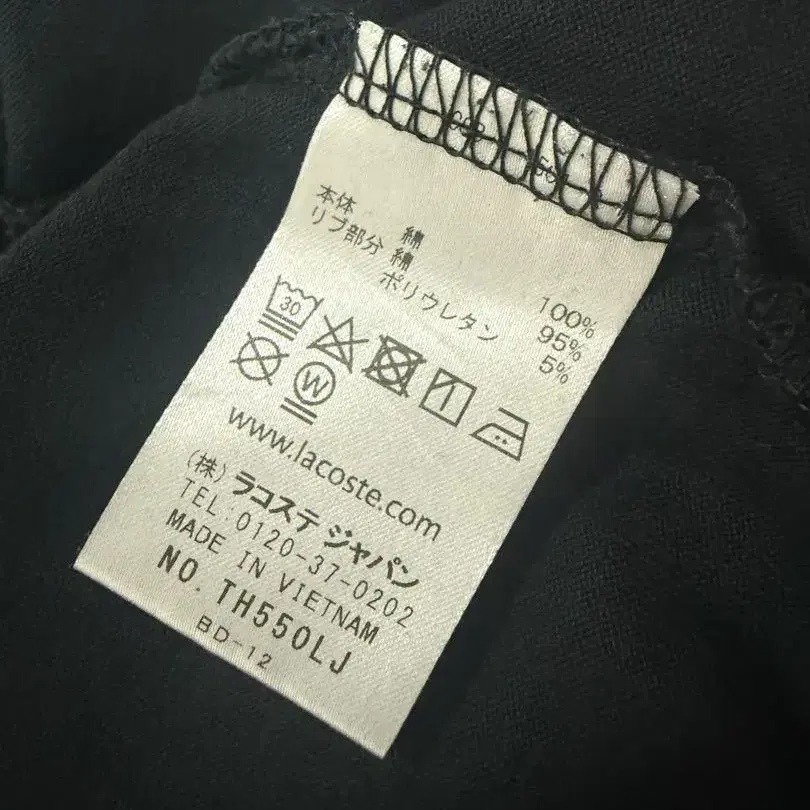 本体 綿 100%
リブ部分 綿 95%
ポリウレタン 5%
30
W
www.lacoste.com
(株) ラコステ ジャパン
TEL:0120-37-0202
MADE IN VIETNAM
NO. TH550LJ
BD-12